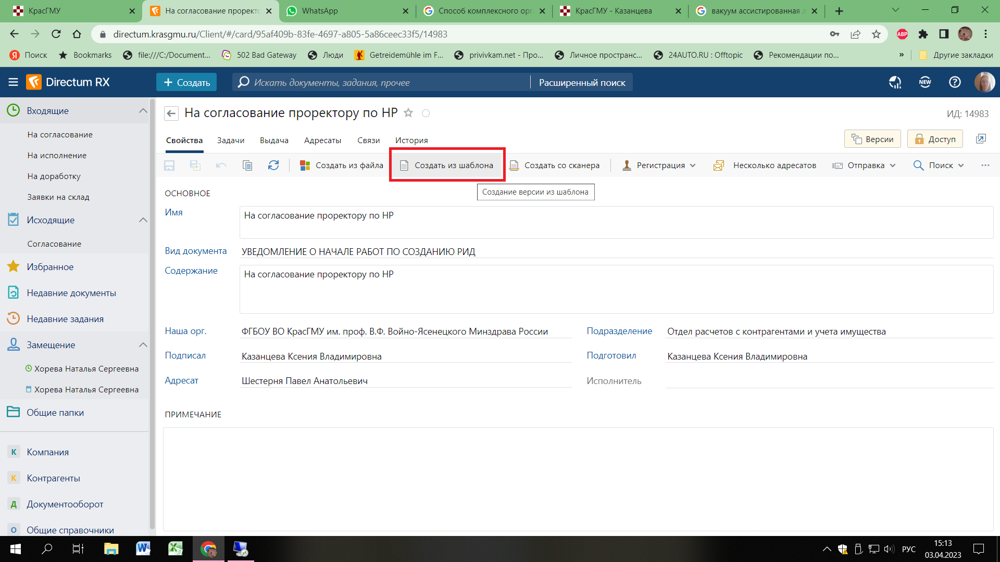 КрасГМУ
На согласование проректо
WhatsApp
Способ комплексного орга
КрасГМУ - Казанцева
вакуум ассистированная л
directum.krasgmu.ru/Client/#/card/95af409b-83fe-4697-a805-5a86ceec33f5/14983
ABP
Я Поиск
Bookmarks
file:///C:/Document...
502 Bad Gateway
Люди
Getreidemühle im F...
privivkam.net - Про...
Личное пространс...
24AUTO.RU : Offtopic
Рекомендации по...
»
Другие закладки
Directum RX
+ Создать
Искать документы, задания, прочее
Расширенный поиск
NEW
?
Входящие
На согласование
На исполнение
На доработку
Заявки на склад
Исходящие
Согласование
Избранное
Недавние документы
Недавние задания
Замещение
Хорева Наталья Сергеевна
Хорева Наталья Сергеевна
Общие папки
К Компания
К Контрагенты
Д Документооборот
О Общие справочники
На согласование проректору по НР
ИД: 14983
Свойства
Задачи
Выдача
Адресаты
Связи
История
Версии
Доступ
Создать из файла
Создать из шаблона
Создать со сканера
Регистрация
Несколько адресатов
Отправка
Поиск
...
Создание версии из шаблона
ОСНОВНОЕ
Имя
На согласование проректору по НР
Вид документа
УВЕДОМЛЕНИЕ О НАЧАЛЕ РАБОТ ПО СОЗДАНИЮ РИД
Содержание
На согласование проректору по НР
Наша орг.
ФГБОУ ВО КрасГМУ им. проф. В.Ф. Войно-Ясенецкого Минздрава России
Подразделение
Отдел расчетов с контрагентами и учета имущества
Подписал
Казанцева Ксения Владимировна
Подготовил
Казанцева Ксения Владимировна
Адресат
Шестерня Павел Анатольевич
Исполнитель
ПРИМЕЧАНИЕ
РУС
15:13
03.04.2023